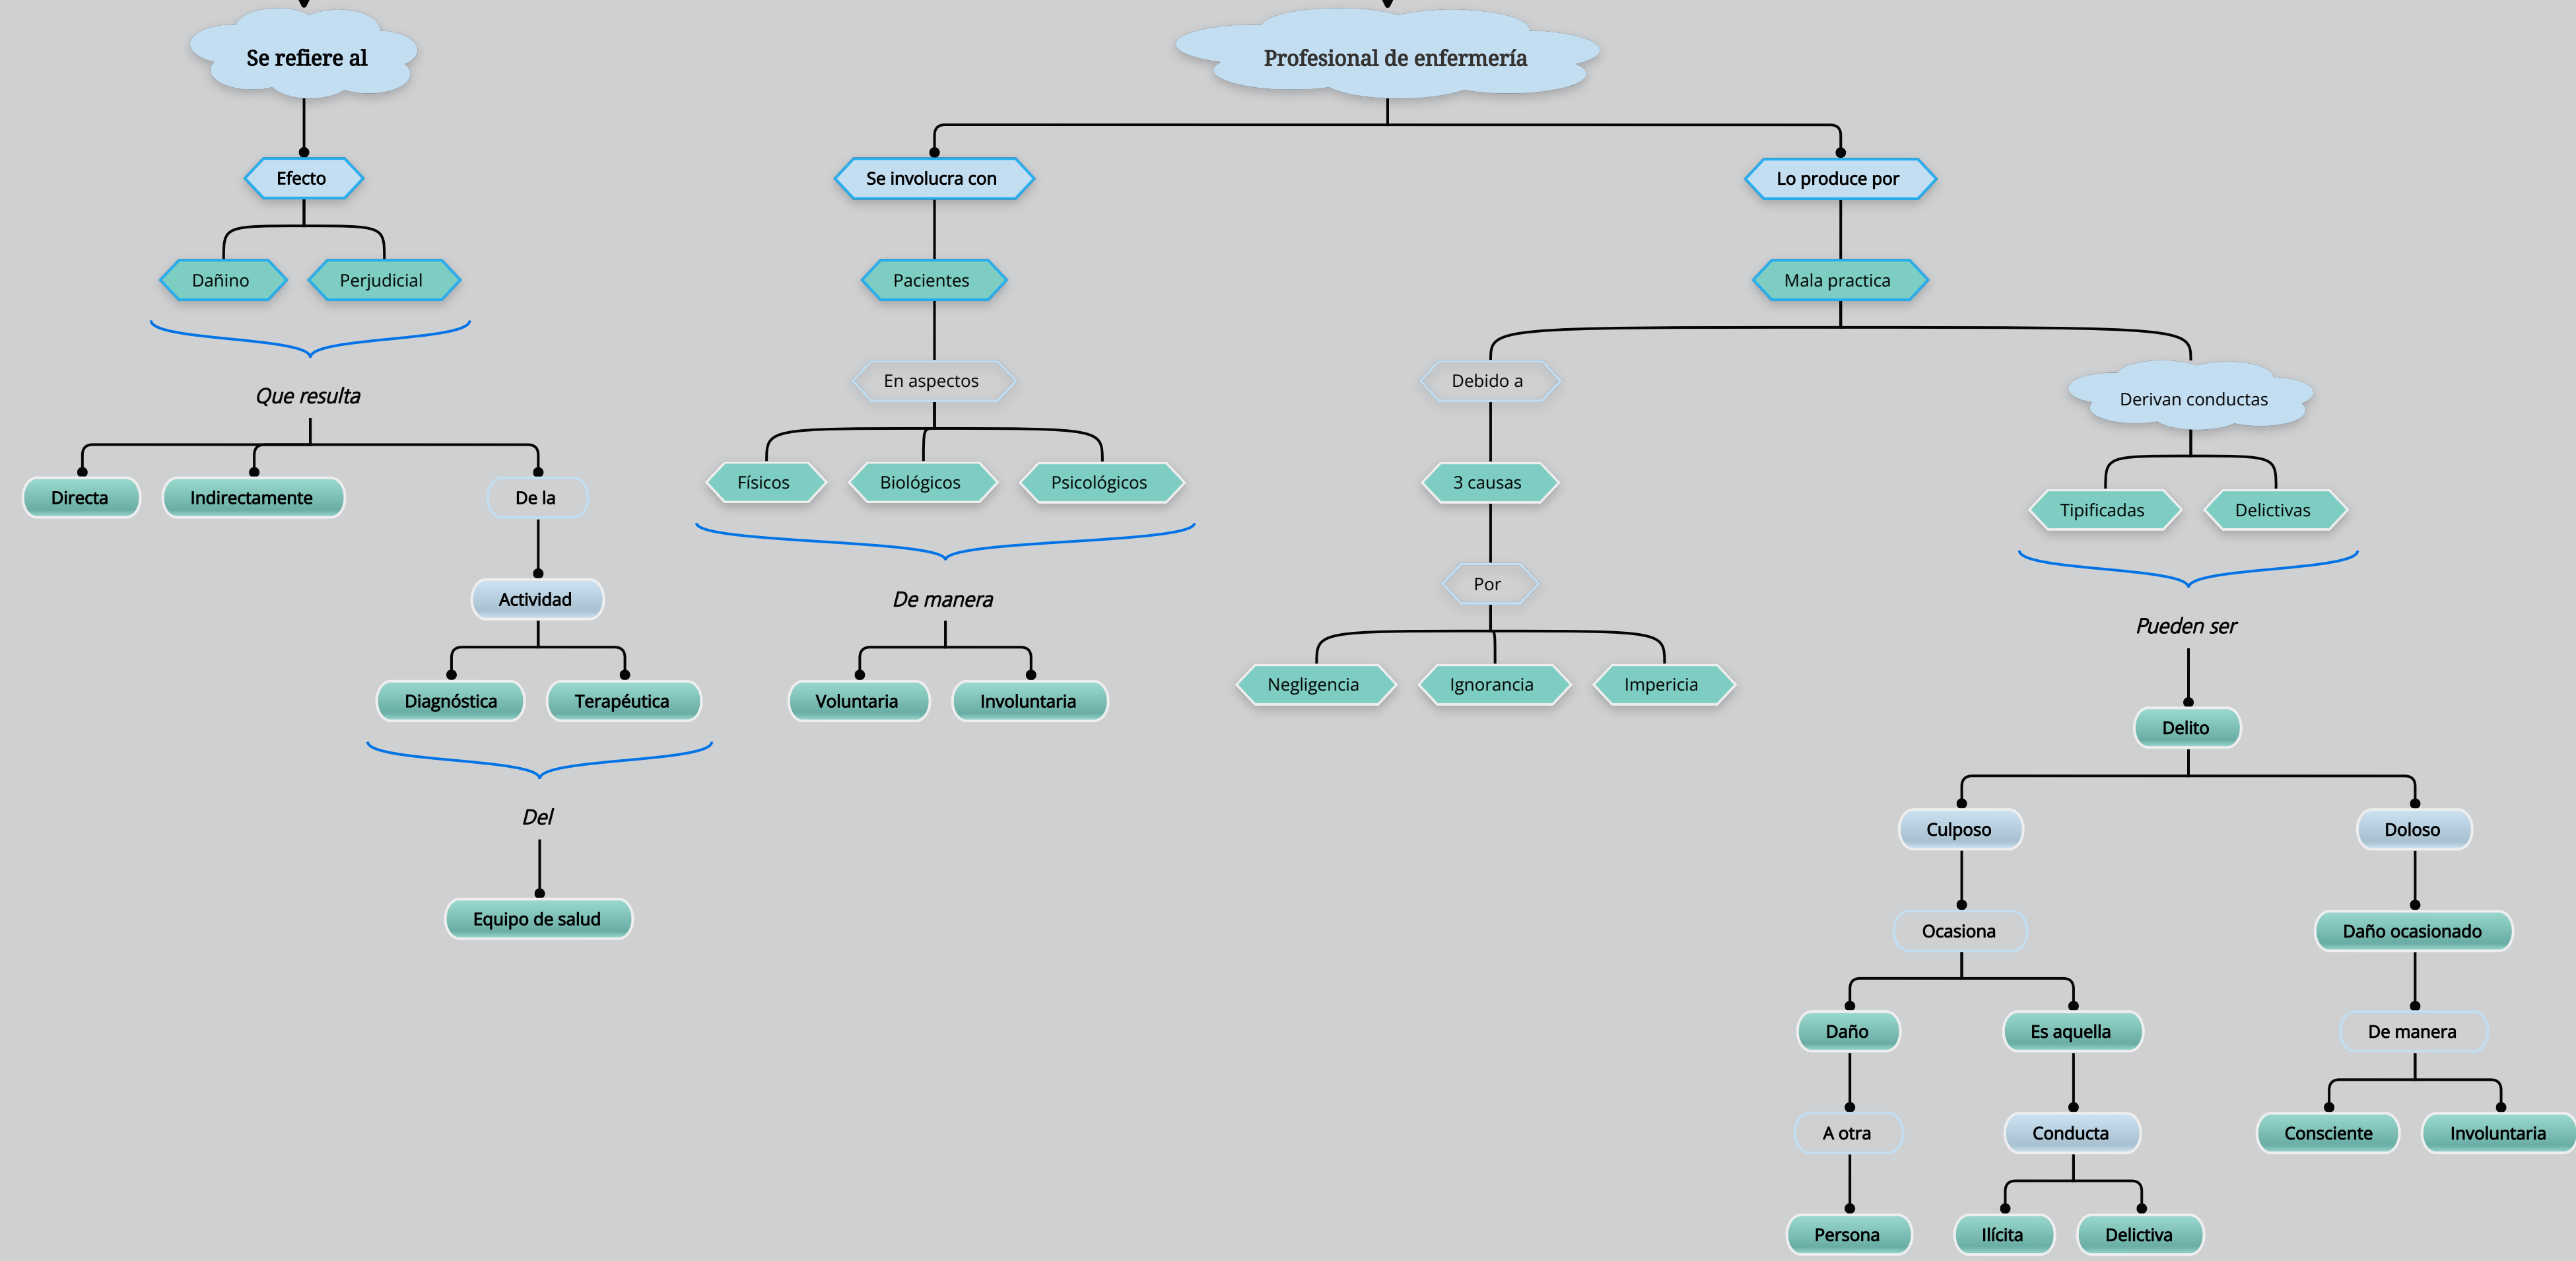 Se refiere al
Profesional de enfermería
Efecto
Se involucra con
Lo produce por
Dañino
Perjudicial
Pacientes
Mala practica
Que resulta
En aspectos
Debido a
Derivan conductas
Directa
Indirectamente
De la
Físicos
Biológicos
Psicológicos
3 causas
Tipificadas
Delictivas
Actividad
De manera
Por
Pueden ser
Diagnóstica
Terapéutica
Voluntaria
Involuntaria
Negligencia
Ignorancia
Impericia
Delito
Del
Culposo
Doloso
Equipo de salud
Ocasiona
Daño ocasionado
Daño
Es aquella
De manera
A otra
Conducta
Consciente
Involuntaria
Persona
Ilícita
Delictiva